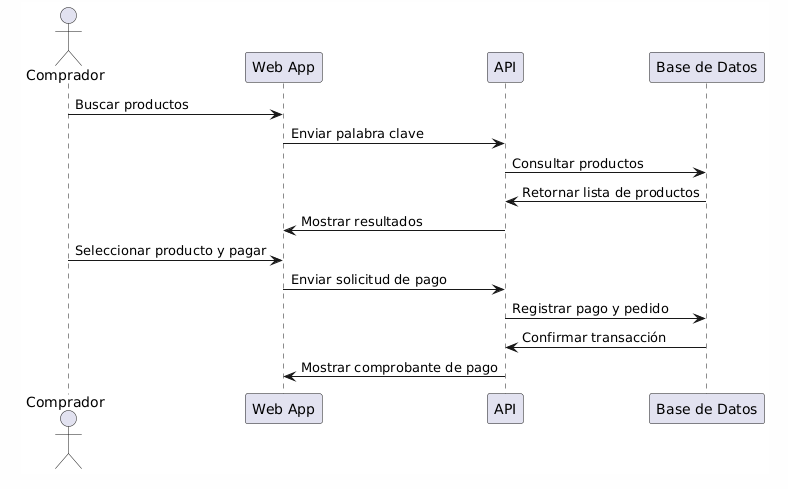 Comprador
Web App
API
Base de Datos
Buscar productos
Enviar palabra clave
Consultar productos
Retornar lista de productos
Mostrar resultados
Seleccionar producto y pagar
Enviar solicitud de pago
Registrar pago y pedido
Confirmar transacción
Mostrar comprobante de pago
Comprador
Web App
API
Base de Datos